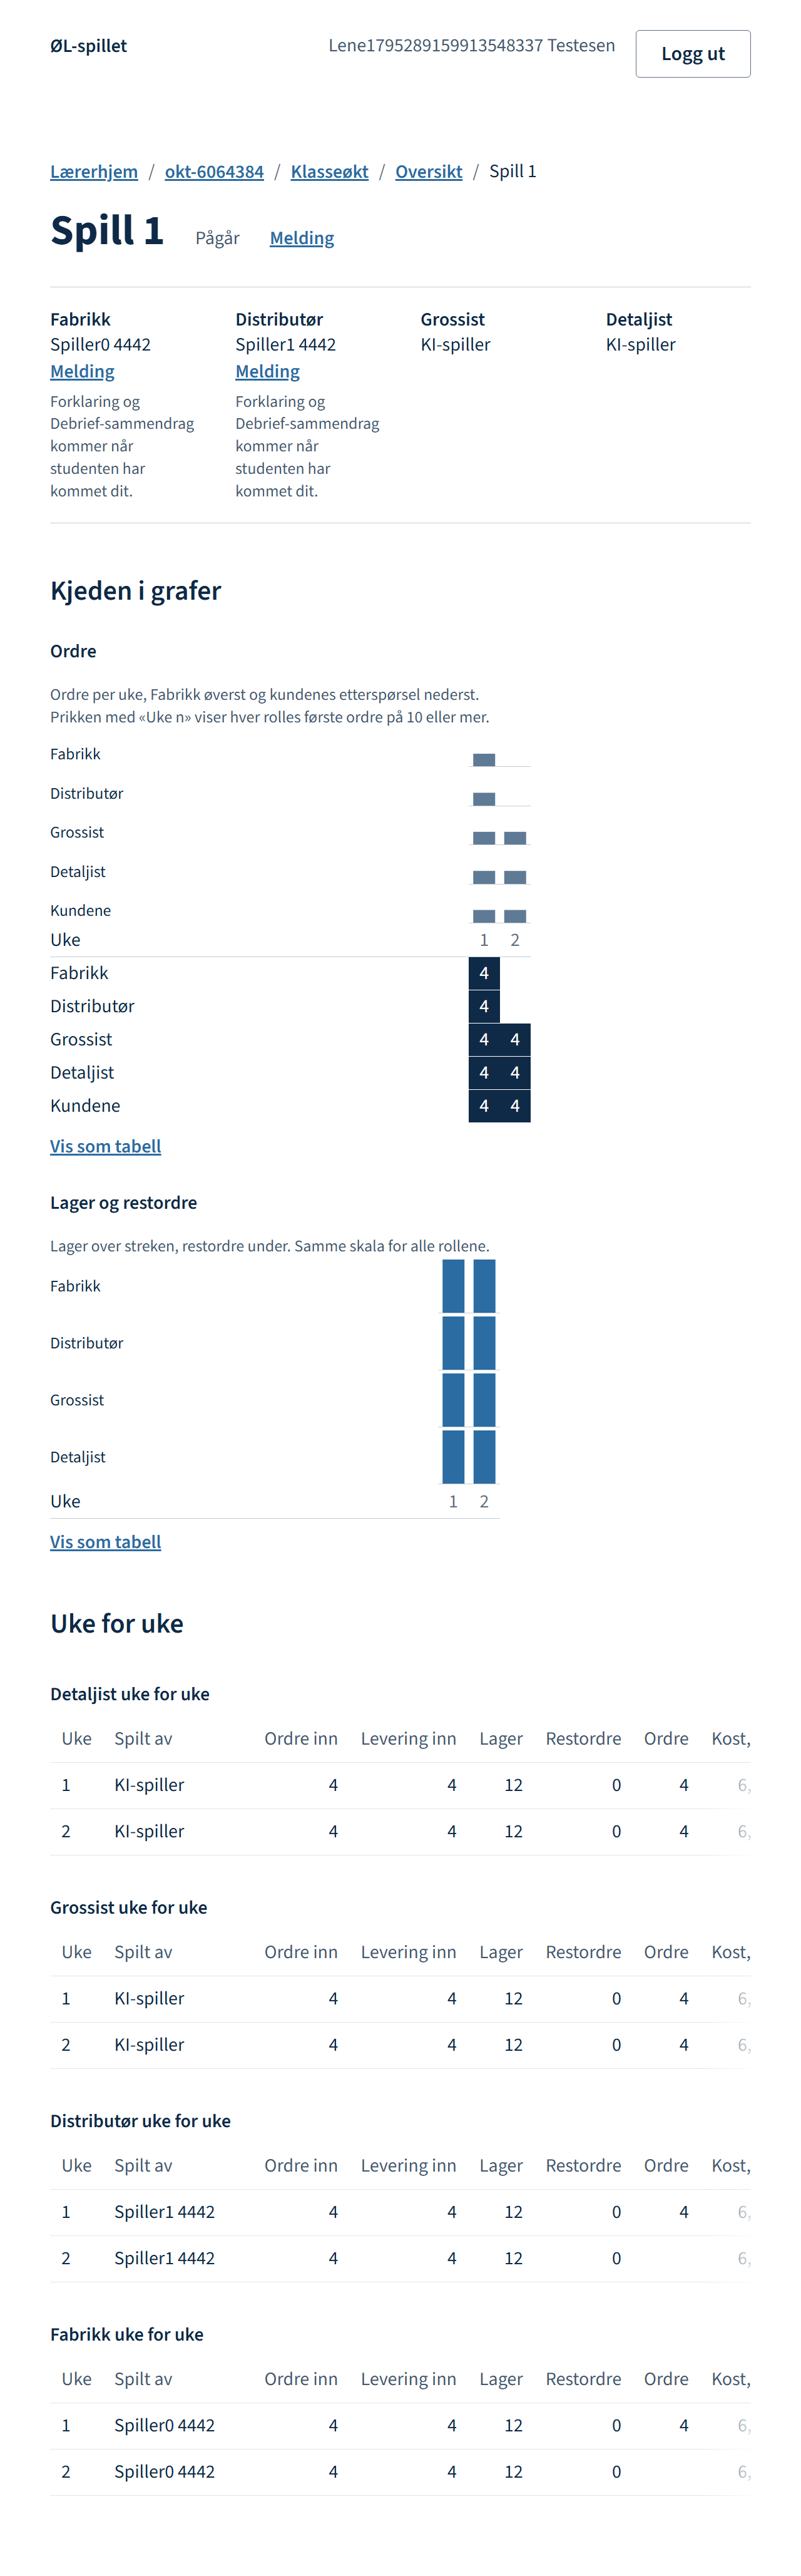 ØL-spillet
Lene1795289159913548337 Testesen
Logg ut
Lærerhjem / okt-6064384 / Klasseøkt / Oversikt / Spill 1
Spill 1 Pågår Melding
Fabrikk
Spiller0 4442
Melding
Forklaring og
Debrief-sammendrag
kommer når
studenten har
kommet dit.
Distributør
Spiller1 4442
Melding
Forklaring og
Debrief-sammendrag
kommer når
studenten har
kommet dit.
Grossist
KI-spiller
Detaljist
KI-spiller
Kjeden i grafer
Ordre
Ordre per uke, Fabrikk øverst og kundenes etterspørsel nederst.
Prikken med «Uke n» viser hver rolles første ordre på 10 eller mer.
Fabrikk
Distributør
Grossist
Detaljist
Kundene
Uke 1 2
Fabrikk 4
Distributør 4
Grossist 4 4
Detaljist 4 4
Kundene 4 4
Vis som tabell
Lager og restordre
Lager over streken, restordre under. Samme skala for alle rollene.
Fabrikk
Distributør
Grossist
Detaljist
Uke 1 2
Vis som tabell
Uke for uke
Detaljist uke for uke
Uke Spilt av Ordre inn Levering inn Lager Restordre Ordre Kost,
1 KI-spiller 4 4 12 0 4 6,
2 KI-spiller 4 4 12 0 4 6,
Grossist uke for uke
Uke Spilt av Ordre inn Levering inn Lager Restordre Ordre Kost,
1 KI-spiller 4 4 12 0 4 6,
2 KI-spiller 4 4 12 0 4 6,
Distributør uke for uke
Uke Spilt av Ordre inn Levering inn Lager Restordre Ordre Kost,
1 Spiller1 4442 4 4 12 0 4 6,
2 Spiller1 4442 4 4 12 0 6,
Fabrikk uke for uke
Uke Spilt av Ordre inn Levering inn Lager Restordre Ordre Kost,
1 Spiller0 4442 4 4 12 0 4 6,
2 Spiller0 4442 4 4 12 0 6,